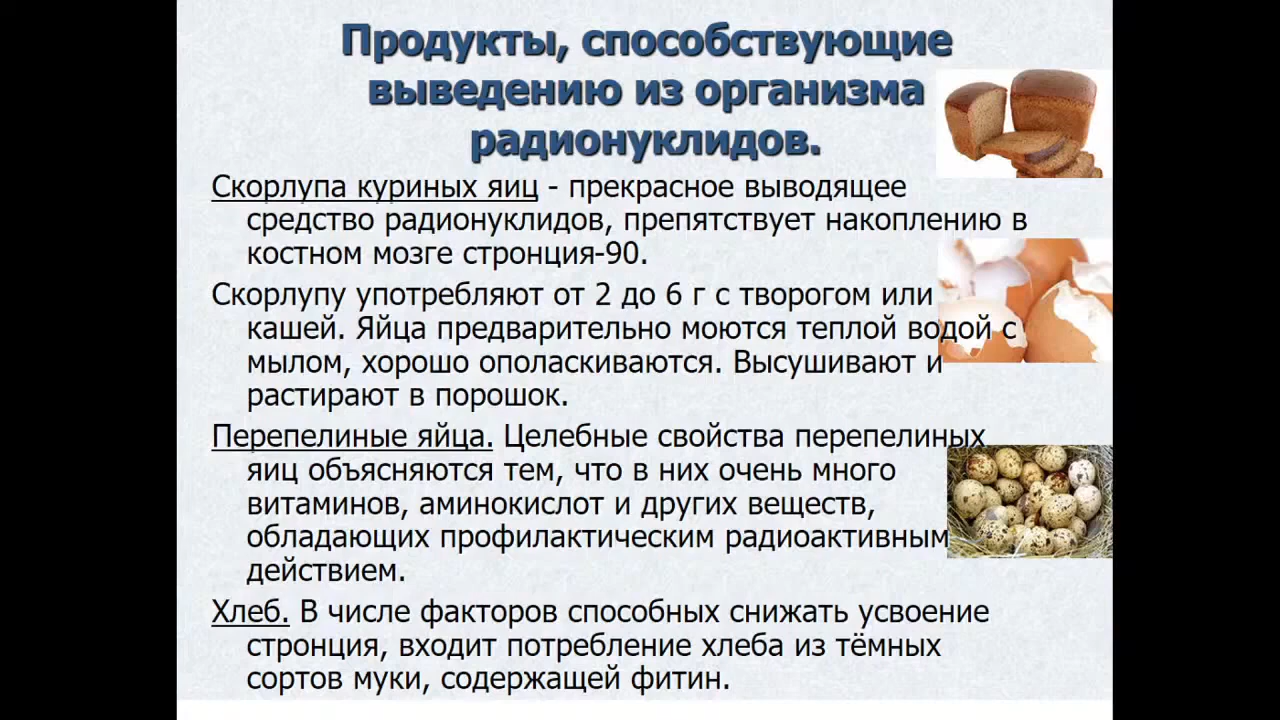 Продукты, способствующие
выведению из организма
радионуклидов.
Скорлупа куриных яиц - прекрасное выводящее
средство радионуклидов, препятствует накоплению в
костном мозге стронция-90.
Скорлупу употребляют от 2 до 6 г с творогом или
кашей. Яйца предварительно моются теплой водой с
мылом, хорошо ополаскиваются. Высушивают и
растирают в порошок.
Перепелиные яйца. Целебные свойства перепелиных
яиц объясняются тем, что в них очень много
витаминов, аминокислот и других веществ,
обладающих профилактическим радиоактивным
действием.
Хлеб. В числе факторов способных снижать усвоение
стронция, входит потребление хлеба из тёмных
сортов муки, содержащей фитин.